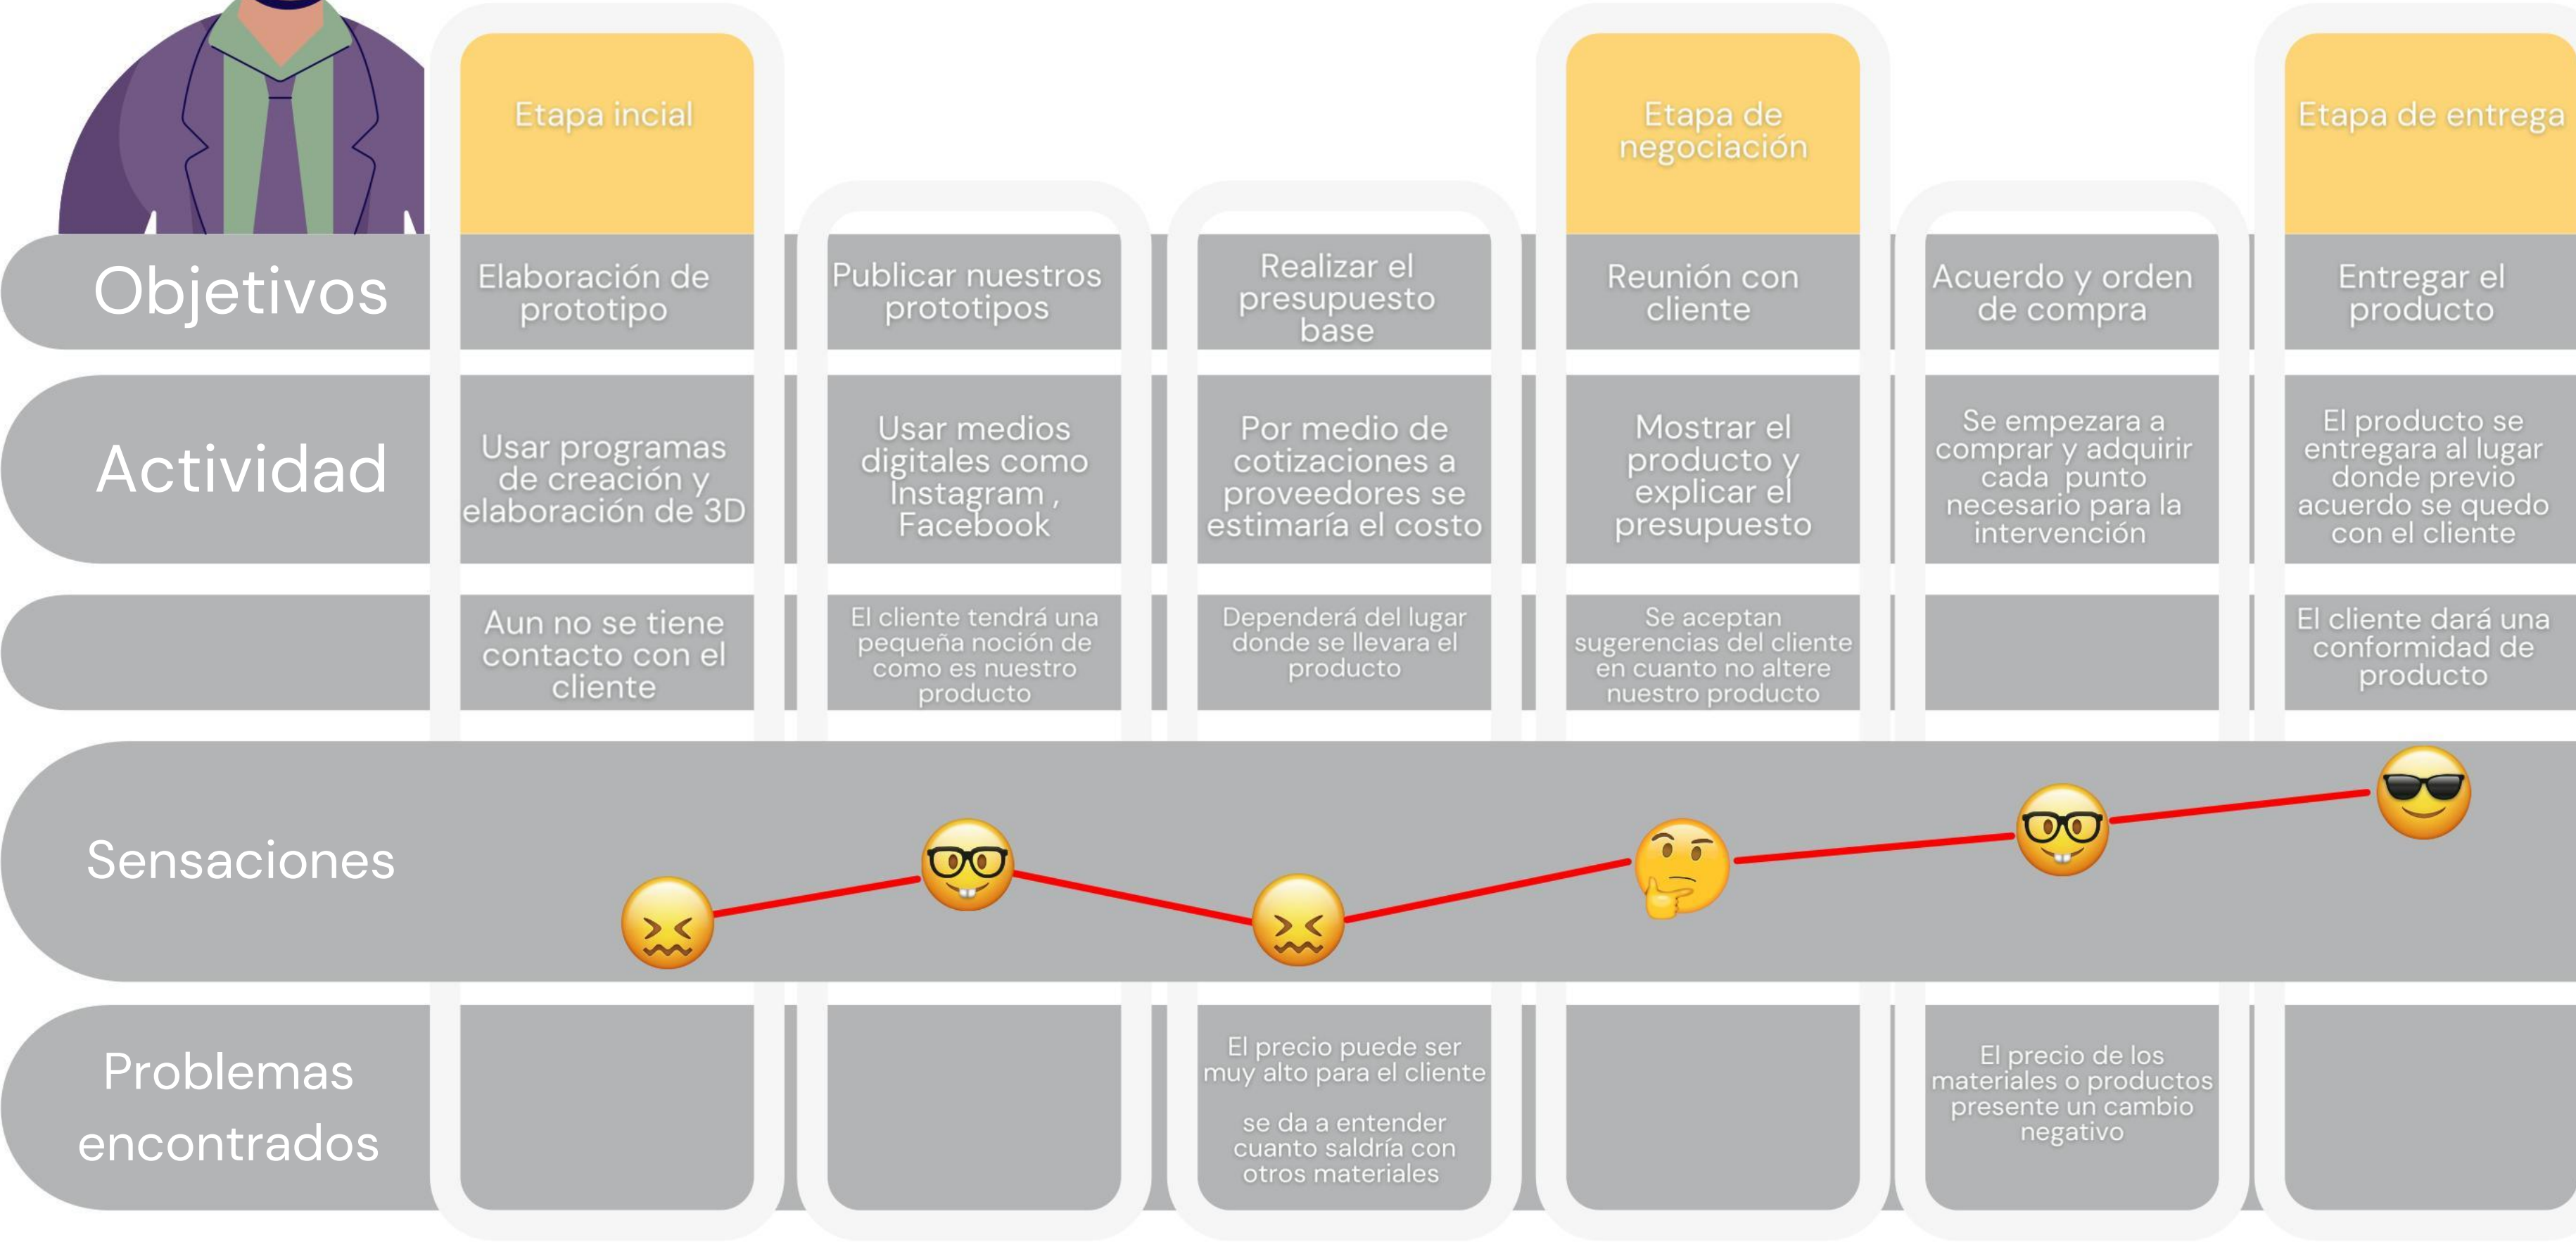 Etapa incial
Etapa de
negociación
Etapa de entrega
Objetivos
Elaboración de
prototipo
Publicar nuestros
prototipos
Realizar el
presupuesto
base
Reunión con
cliente
Acuerdo y orden
de compra
Entregar el
producto
Actividad
Usar programas
de creación y
elaboración de 3D
Usar medios
digitales como
Instagram ,
Facebook
Por medio de
cotizaciones a
proveedores se
estimaría el costo
Mostrar el
producto y
explicar el
presupuesto
Se empezara a
comprar y adquirir
cada punto
necesario para la
intervención
El producto se
entregara al lugar
donde previo
acuerdo se quedo
con el cliente
Aun no se tiene
contacto con el
cliente
El cliente tendrá una
pequeña noción de
como es nuestro
producto
Dependerá del lugar
donde se llevara el
producto
Se aceptan
sugerencias del cliente
en cuanto no altere
nuestro producto
El cliente dará una
conformidad de
producto
Sensaciones
Problemas
encontrados
El precio puede ser
muy alto para el cliente
se da a entender
cuanto saldría con
otros materiales
El precio de los
materiales o productos
presente un cambio
negativo